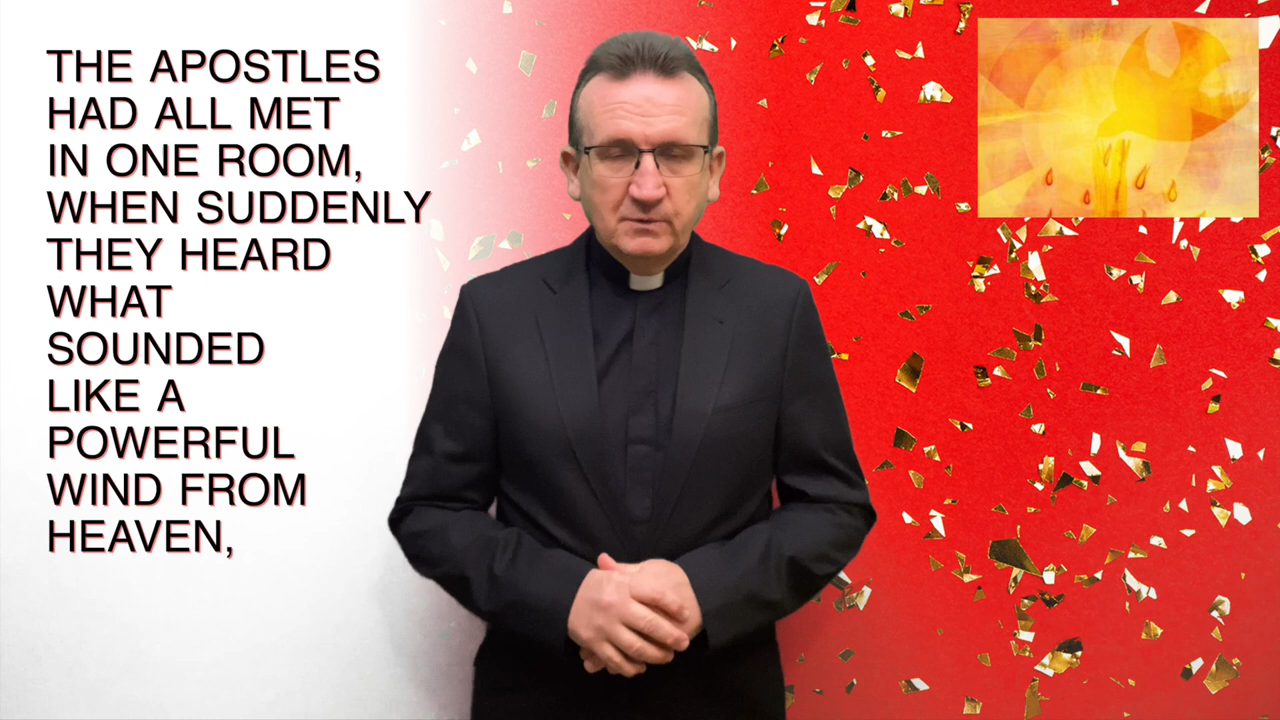 THE APOSTLES
HAD ALL MET
IN ONE ROOM,
WHEN SUDDENLY
THEY HEARD
WHAT
SOUNDED
LIKE A
POWERFUL
WIND FROM
HEAVEN,